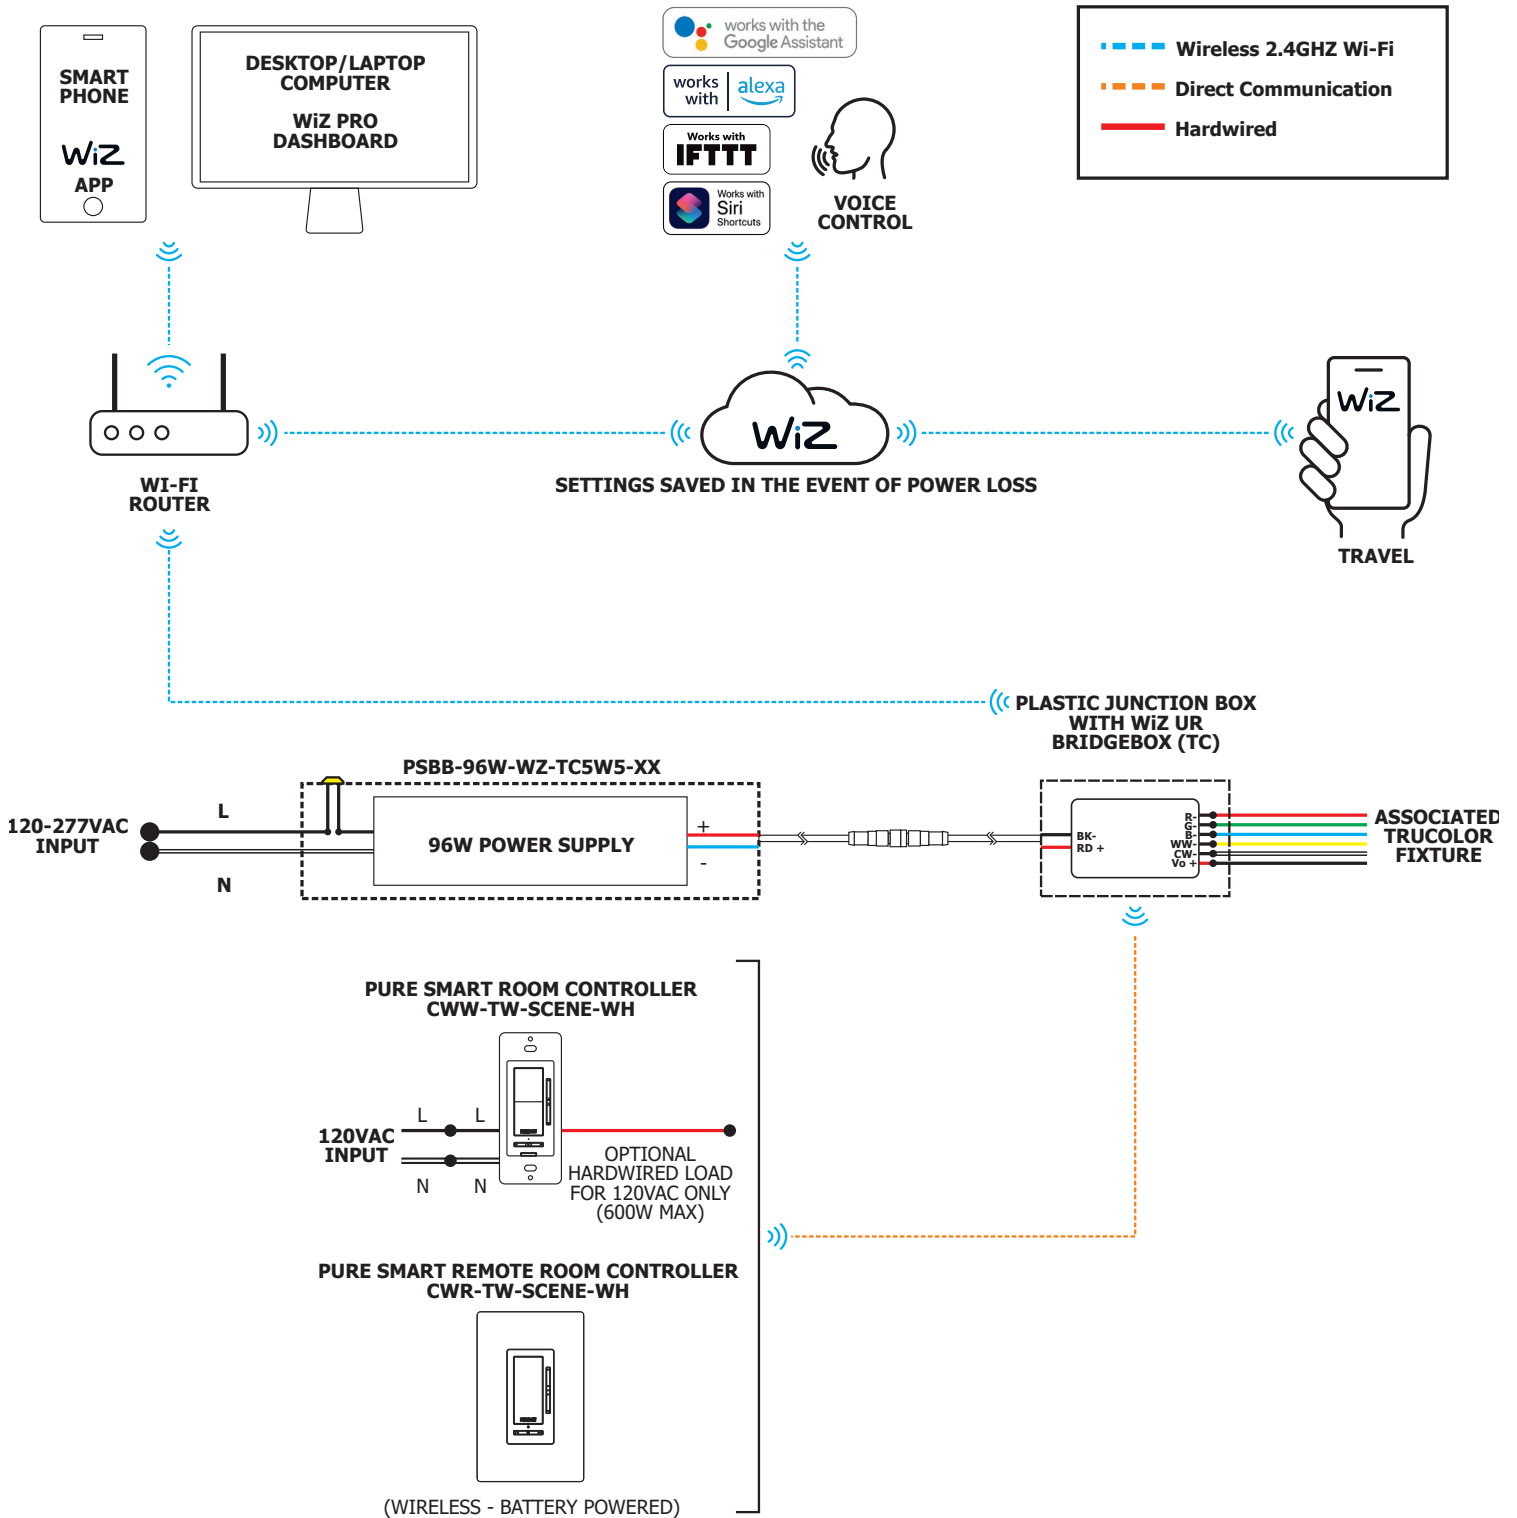 SMART
PHONE
WiZ
APP
DESKTOP/LAPTOP
COMPUTER
WiZ PRO
DASHBOARD
works with the
Google Assistant
works
with
alexa
Works with
IFTTT
Works with
Siri
Shortcuts
VOICE
CONTROL
Wireless 2.4GHZ Wi-Fi
Direct Communication
Hardwired
WI-FI
ROUTER
WiZ
SETTINGS SAVED IN THE EVENT OF POWER LOSS
WiZ
TRAVEL
PLASTIC JUNCTION BOX
WITH WiZ UR
BRIDGEBOX (TC)
PSBB-96W-WZ-TC5W5-XX
120-277VAC
INPUT
L
N
96W POWER SUPPLY
+
-
BK-
RD +
R-
G-
B-
WW-
CW-
Vo +
ASSOCIATED
TRUCOLOR
FIXTURE
PURE SMART ROOM CONTROLLER
CWW-TW-SCENE-WH
120VAC
INPUT
L
L
N
N
OPTIONAL
HARDWIRED LOAD
FOR 120VAC ONLY
(600W MAX)
PURE SMART REMOTE ROOM CONTROLLER
CWR-TW-SCENE-WH
(WIRELESS - BATTERY POWERED)